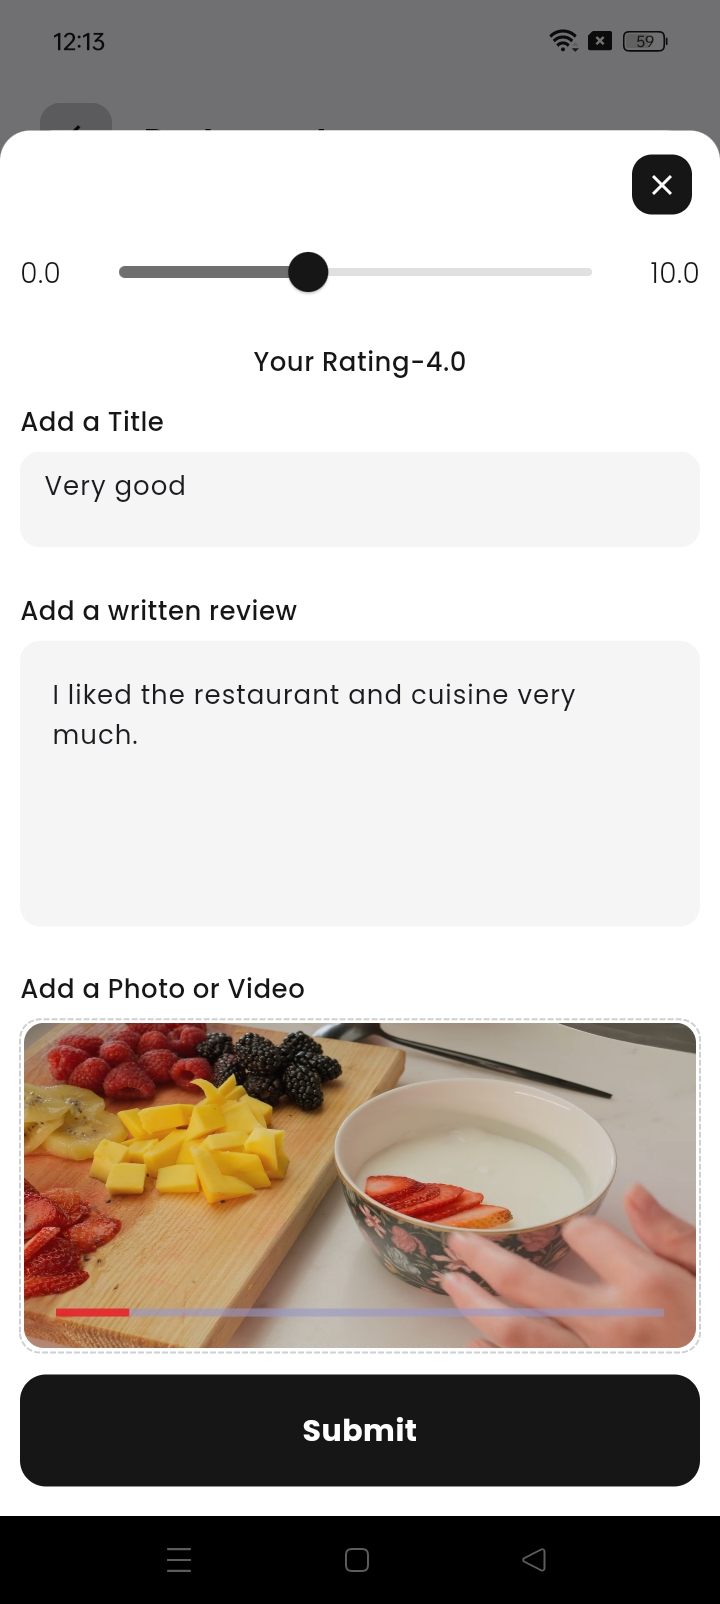 12:13
59
0.0
10.0
Your Rating-4.0
Add a Title
Very good
Add a written review
I liked the restaurant and cuisine very
much.
Add a Photo or Video
Submit